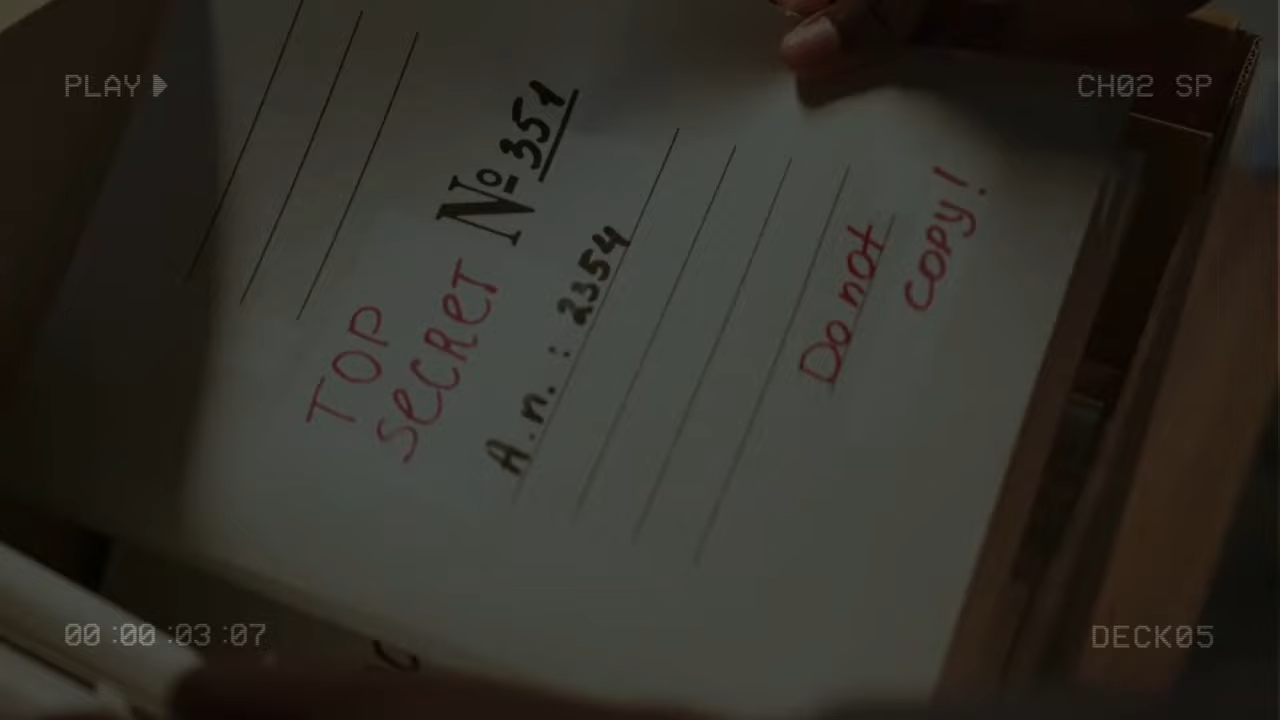 PLAY
CH02 SP
TOP
SECRET № 351
A.n. : 2354
Do not
copy!
00:00:03:07
DECK05